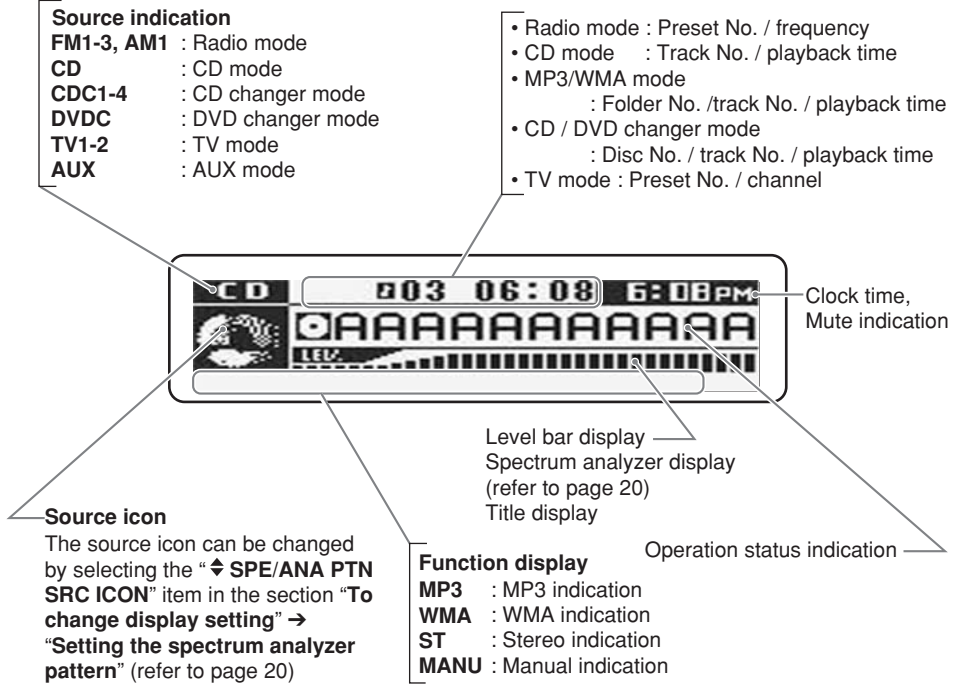 Source indication
FM1-3, AM1 : Radio mode
CD : CD mode
CDC1-4 : CD changer mode
DVDC : DVD changer mode
TV1-2 : TV mode
AUX : AUX mode
• Radio mode : Preset No. / frequency
• CD mode : Track No. / playback time
• MP3/WMA mode
: Folder No. /track No. / playback time
• CD / DVD changer mode
: Disc No. / track No. / playback time
• TV mode : Preset No. / channel
CD 03 06:08 6:08PM
AAAAAAAAAAAA
LEV.
Clock time,
Mute indication
Level bar display
Spectrum analyzer display
(refer to page 20)
Title display
Operation status indication
Source icon
The source icon can be changed
by selecting the “ SPE/ANA PTN
SRC ICON” item in the section “To
change display setting” ➔
“Setting the spectrum analyzer
pattern” (refer to page 20)
Function display
MP3 : MP3 indication
WMA : WMA indication
ST : Stereo indication
MANU : Manual indication